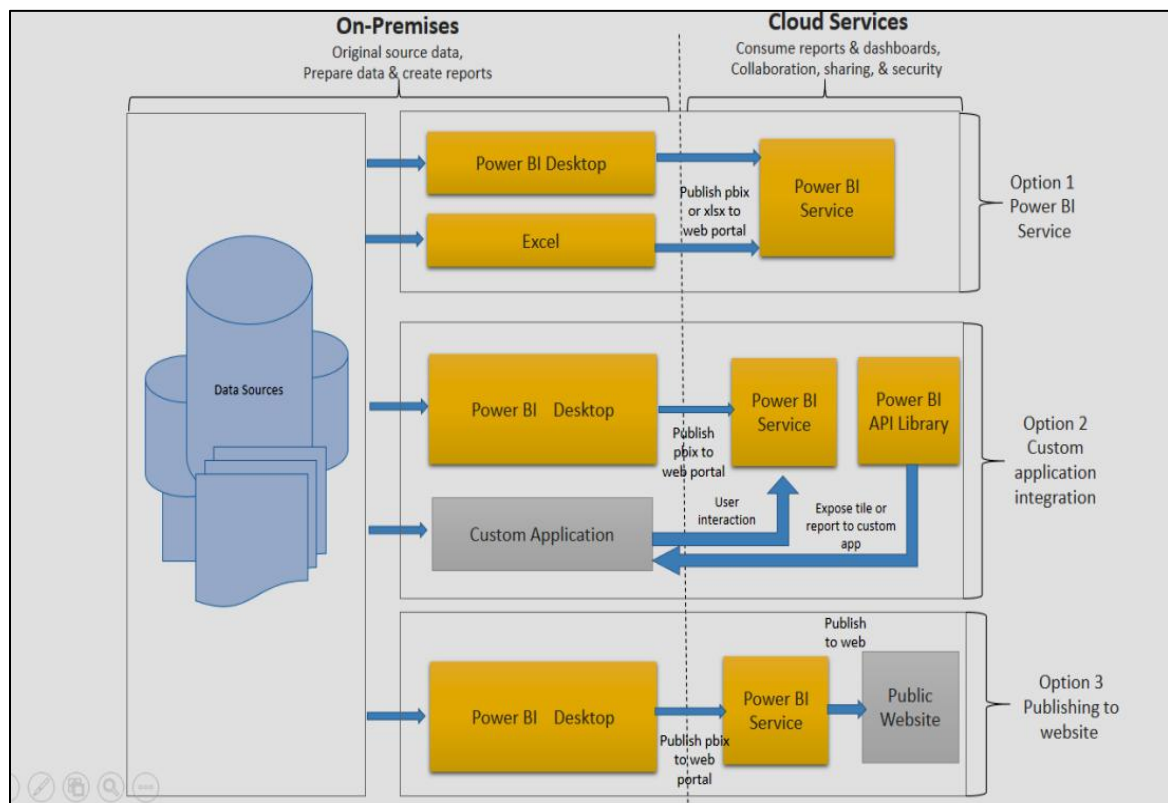 On-Premises
Original source data,
Prepare data & create reports
Cloud Services
Consume reports & dashboards,
Collaboration, sharing, & security
Data Sources
Power BI Desktop
Excel
Publish pbix
or xlsx to
web portal
Power BI
Service
Option 1
Power BI
Service
Power BI Desktop
Publish
pbix to
web portal
Power BI
Service
Power BI
API Library
Custom Application
User
interaction
Expose tile or
report to custom
app
Option 2
Custom
application
integration
Power BI Desktop
Publish pbix
to web
portal
Power BI
Service
Publish
to web
Public
Website
Option 3
Publishing to
website